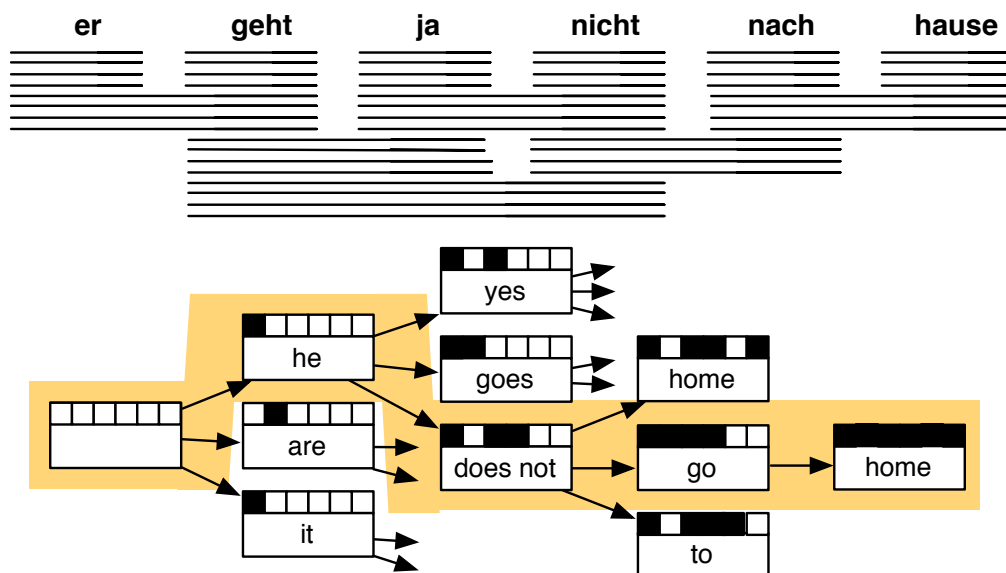 er geht ja nicht nach hause
yes
he
goes
home
are
does not
go
home
it
to